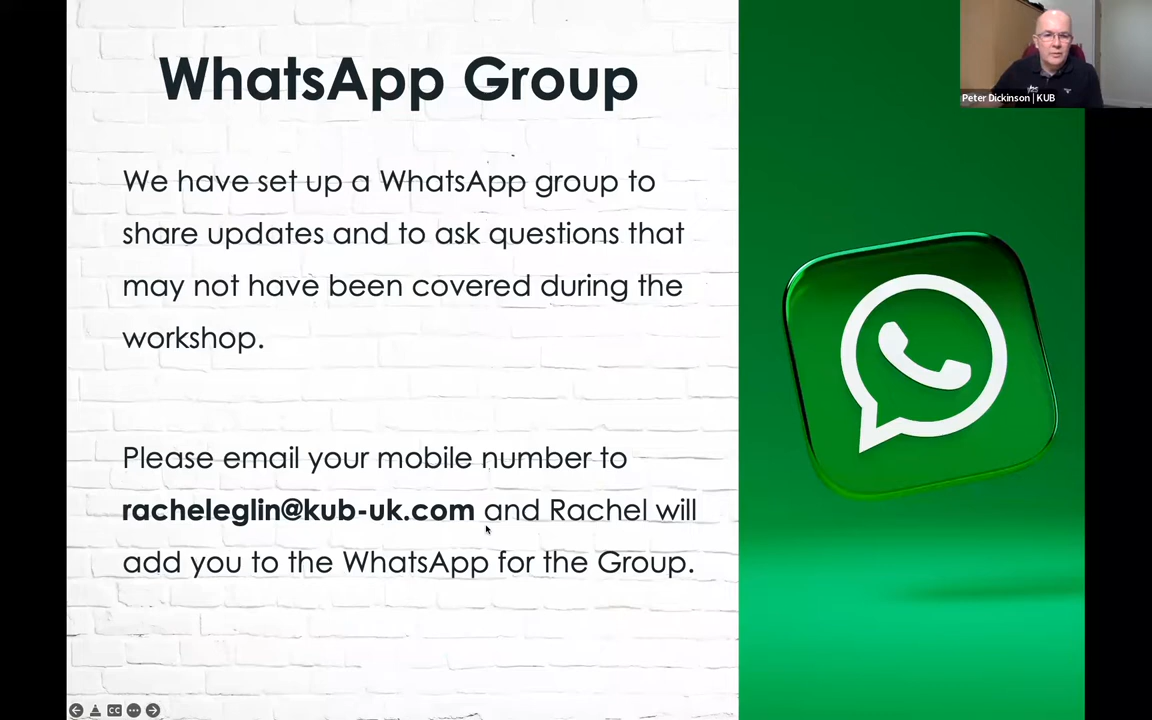 WhatsApp Group
Peter Dickinson | KUB
We have set up a WhatsApp group to
share updates and to ask questions that
may not have been covered during the
workshop.
Please email your mobile number to
racheleglin@kub-uk.com and Rachel will
add you to the WhatsApp for the Group.
CC